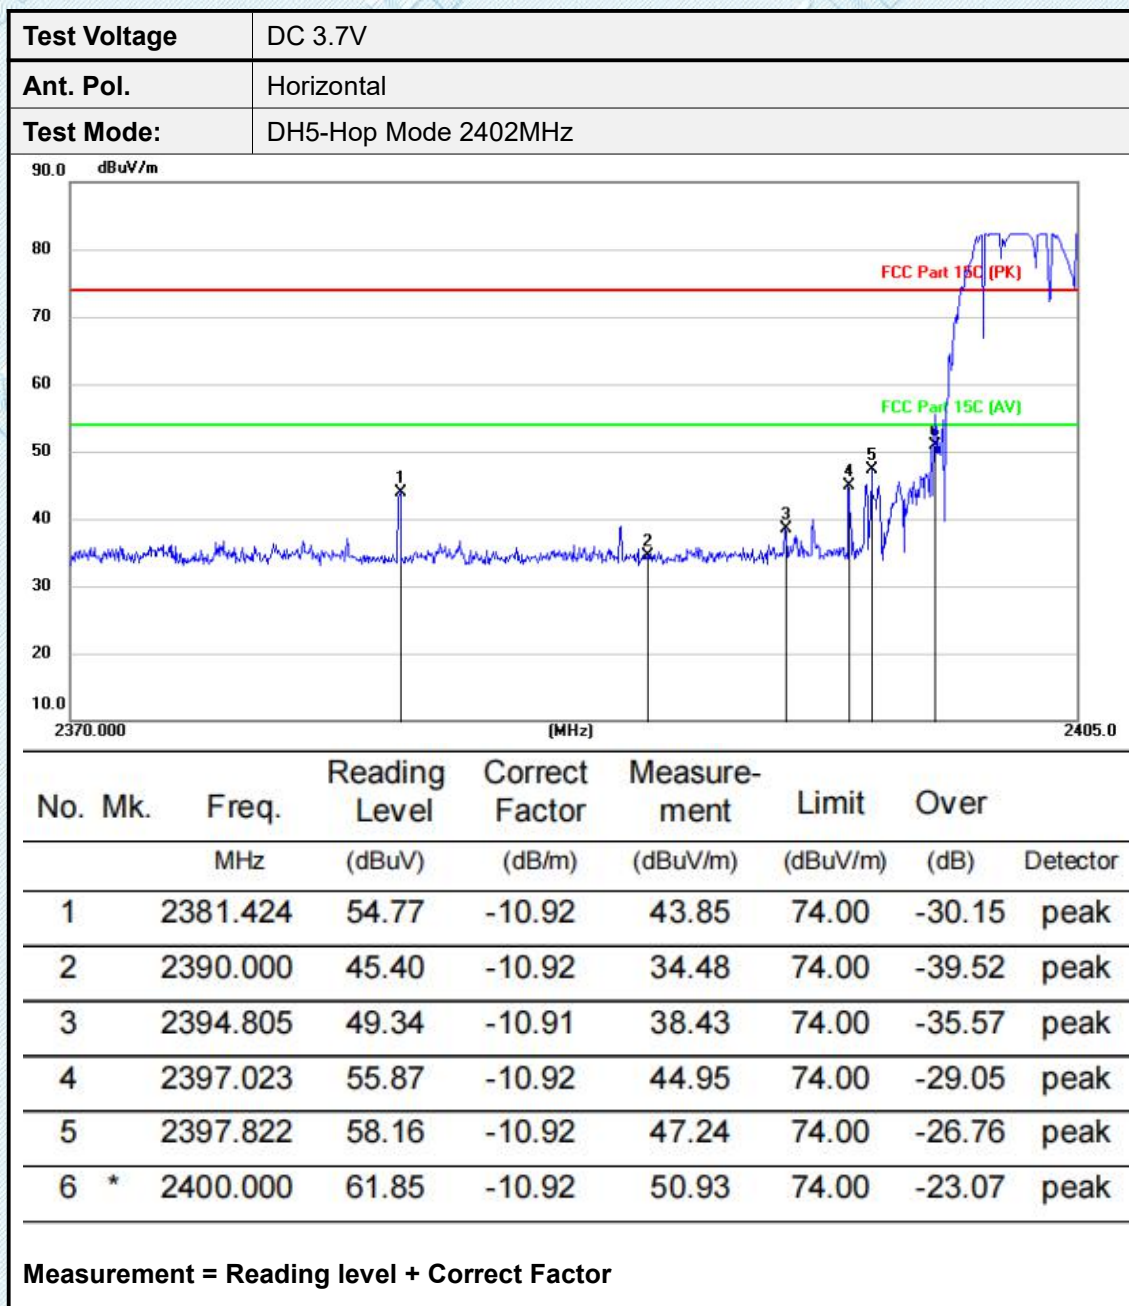 Test Voltage DC 3.7V
Ant. Pol. Horizontal
Test Mode: DH5-Hop Mode 2402MHz
90.0 dBuV/m
80
FCC Part 15C (PK)
70
60
FCC Part 15C (AV)
50
5
4
1
40
3
2
30
20
10.0
2370.000 (MHz) 2405.0
No. Mk. Freq. Reading Level Correct Factor Measure-ment Limit Over
MHz (dBuV) (dB/m) (dBuV/m) (dBuV/m) (dB) Detector
1 2381.424 54.77 -10.92 43.85 74.00 -30.15 peak
2 2390.000 45.40 -10.92 34.48 74.00 -39.52 peak
3 2394.805 49.34 -10.91 38.43 74.00 -35.57 peak
4 2397.023 55.87 -10.92 44.95 74.00 -29.05 peak
5 2397.822 58.16 -10.92 47.24 74.00 -26.76 peak
6 * 2400.000 61.85 -10.92 50.93 74.00 -23.07 peak
Measurement = Reading level + Correct Factor